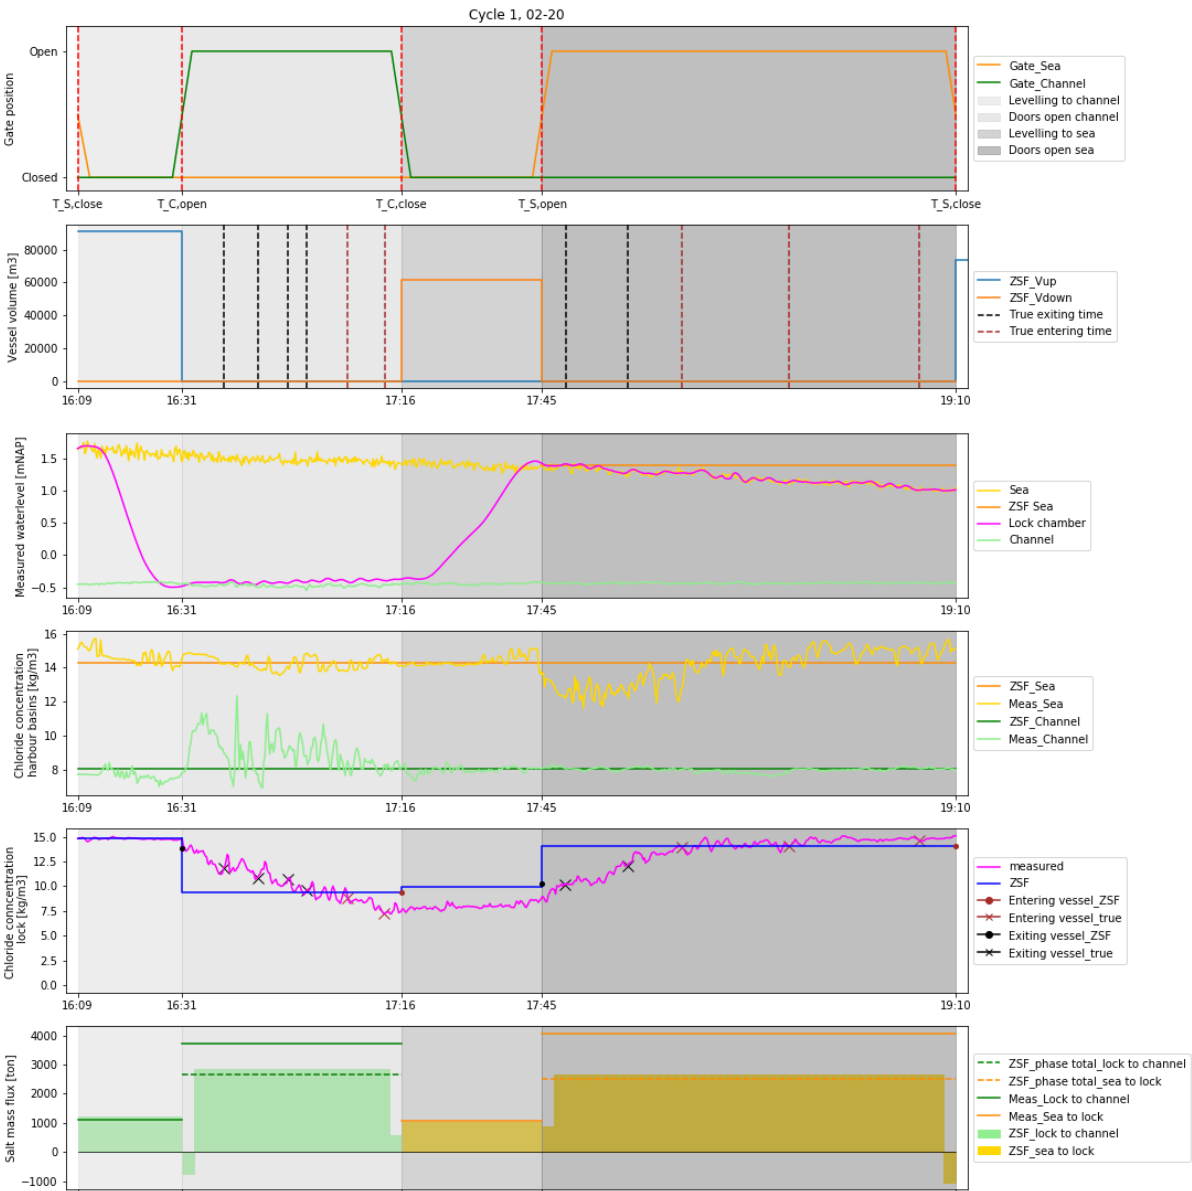 Cycle 1, 02-20
Gate position
Open
Closed
T_S,close
T_C,open
T_C,close
T_S,open
T_S,close
Gate_Sea
Gate_Channel
Levelling to channel
Doors open channel
Levelling to sea
Doors open sea
Vessel volume [m3]
80000
60000
40000
20000
0
16:09
16:31
17:16
17:45
19:10
ZSF_Vup
ZSF_Vdown
True exiting time
True entering time
Measured waterlevel [mNAP]
1.5
1.0
0.5
0.0
−0.5
16:09
16:31
17:16
17:45
19:10
Sea
ZSF Sea
Lock chamber
Channel
Chloride concentration
harbour basins [kg/m3]
16
14
12
10
8
16:09
16:31
17:16
17:45
19:10
ZSF_Sea
Meas_Sea
ZSF_Channel
Meas_Channel
Chloride conncentration
lock [kg/m3]
15.0
12.5
10.0
7.5
5.0
2.5
0.0
16:09
16:31
17:16
17:45
19:10
measured
ZSF
Entering vessel_ZSF
Entering vessel_true
Exiting vessel_ZSF
Exiting vessel_true
Salt mass flux [ton]
4000
3000
2000
1000
0
−1000
ZSF_phase total_lock to channel
ZSF_phase total_sea to lock
Meas_Lock to channel
Meas_Sea to lock
ZSF_lock to channel
ZSF_sea to lock